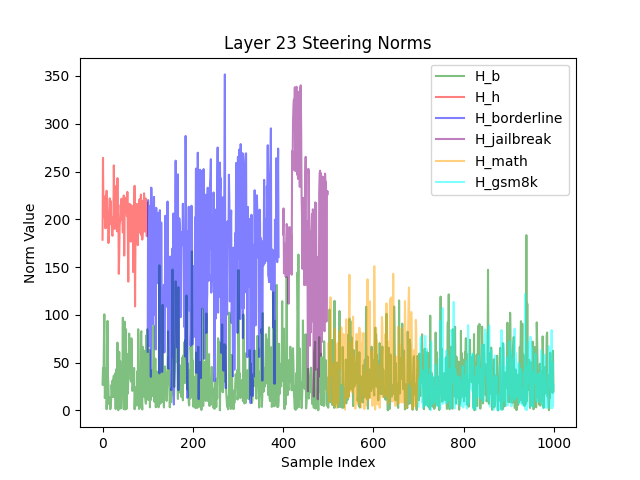 Layer 23 Steering Norms
H_b
H_h
H_borderline
H_jailbreak
H_math
H_gsm8k
Norm Value
350
300
250
200
150
100
50
0
0 200 400 600 800 1000
Sample Index